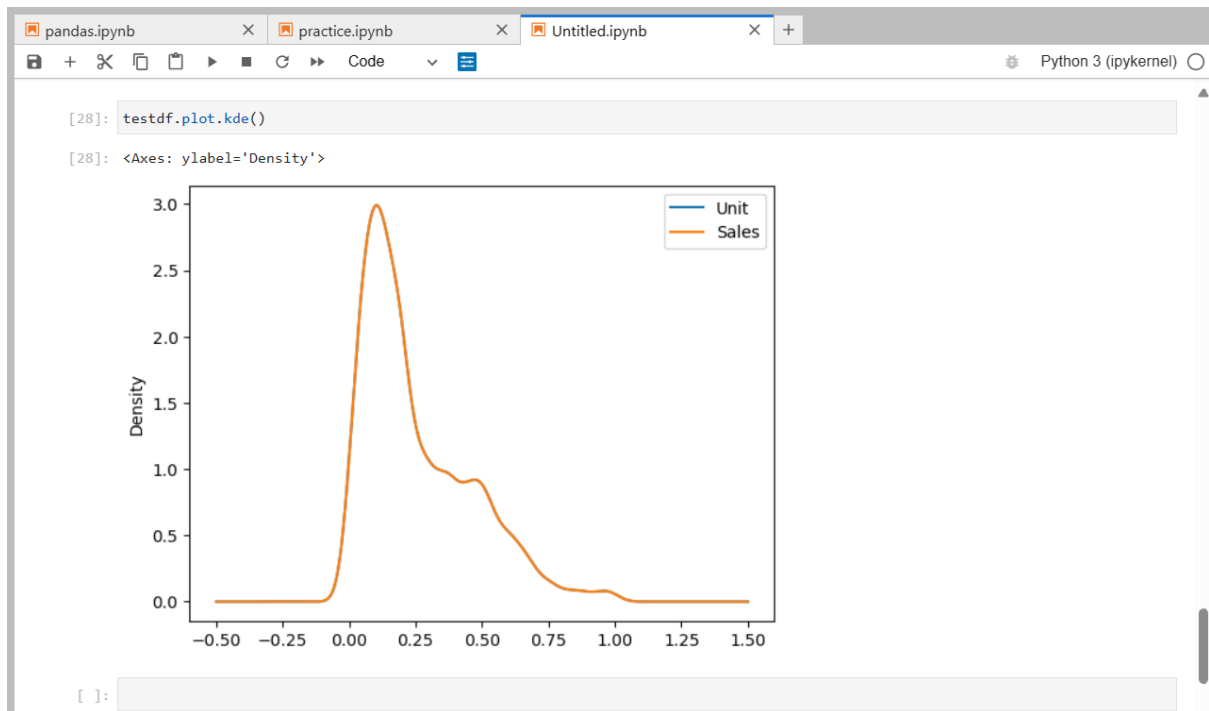 pandas.ipynb practice.ipynb Untitled.ipynb
Code Python 3 (ipykernel)
[28]: testdf.plot.kde()
[28]: <Axes: ylabel='Density'>
Unit
Sales
3.0
2.5
2.0
1.5
1.0
0.5
0.0
Density
−0.50 −0.25 0.00 0.25 0.50 0.75 1.00 1.25 1.50
[ ]: